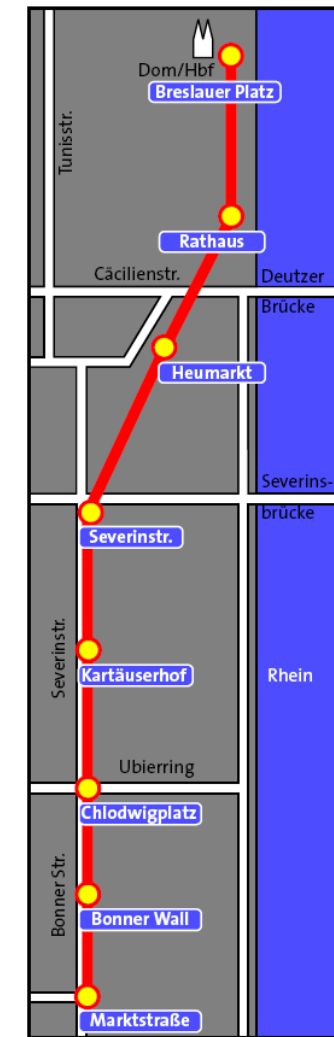 Dom/Hbf
Breslauer Platz
Tunisstr.
Rathaus
Cäcilienstr.
Deutzer
Brücke
Heumarkt
Severins-
brücke
Severinstr.
Severinstr.
Kartäuserhof
Rhein
Ubierring
Chlodwigplatz
Bonner Str.
Bonner Wall
Marktstraße